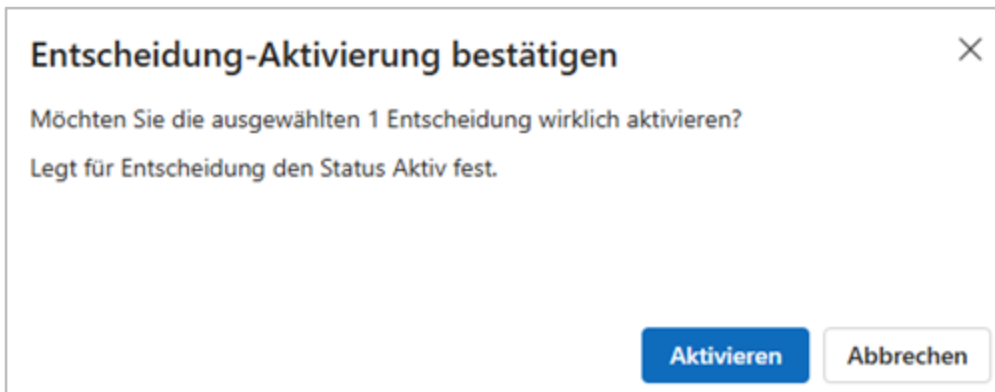 Entscheidung-Aktivierung bestätigen
Möchten Sie die ausgewählten 1 Entscheidung wirklich aktivieren?
Legt für Entscheidung den Status Aktiv fest.
Aktivieren
Abbrechen